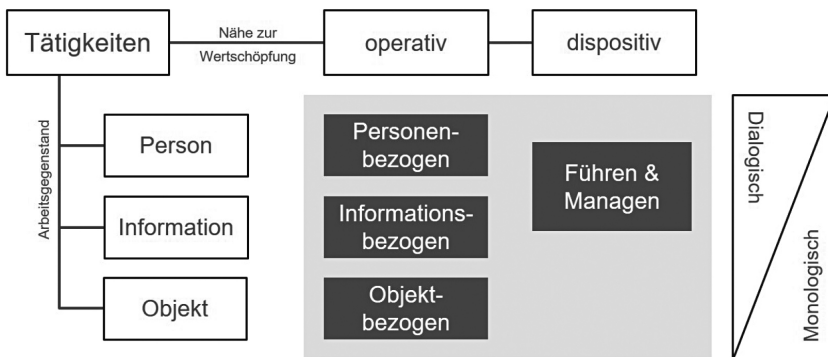 Tätigkeiten
Nähe zur
Wertschöpfung
operativ
dispositiv
Arbeitsgegenstand
Person
Information
Objekt
Personen-
bezogen
Informations-
bezogen
Objekt-
bezogen
Führen &
Managen
Dialogisch
Monologisch